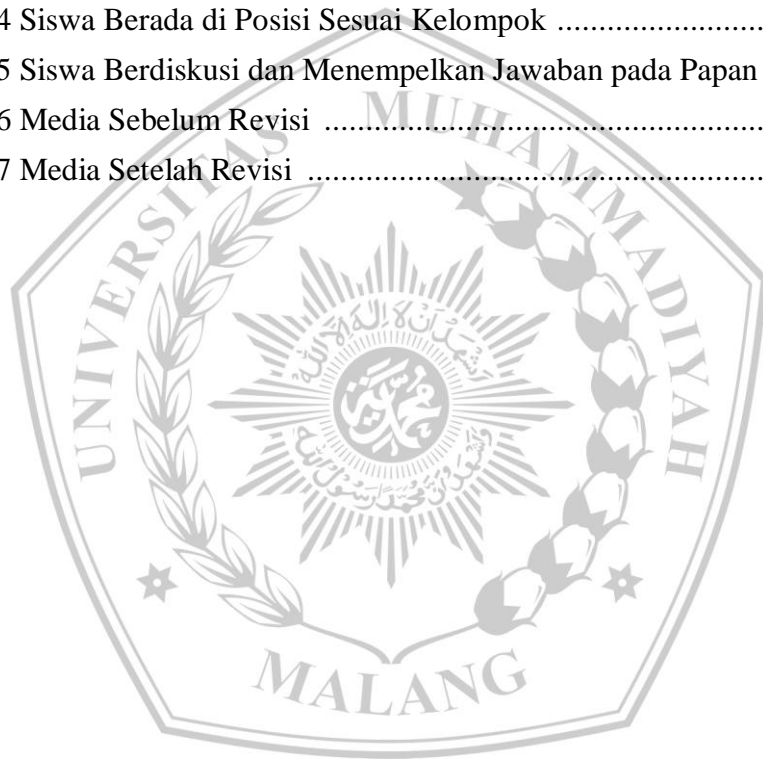 4 Siswa Berada di Posisi Sesuai Kelompok ............................
5 Siswa Berdiskusi dan Menempelkan Jawaban pada Papan
6 Media Sebelum Revisi ........................................................
7 Media Setelah Revisi ..........................................................
UNIVERSITAS MUHAMMADIYAH
MALANG